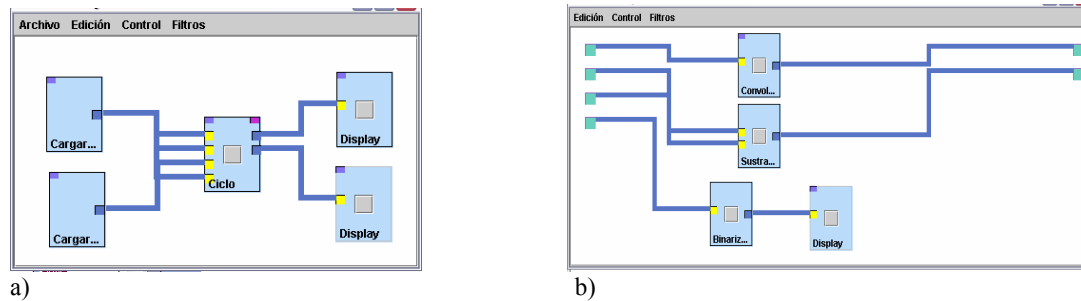 Archivo Edición Control Filtros
Cargar...
Cargar...
Ciclo
Display
Display
a)
Edición Control Filtros
Convol...
Sustra...
Binariz...
Display
b)